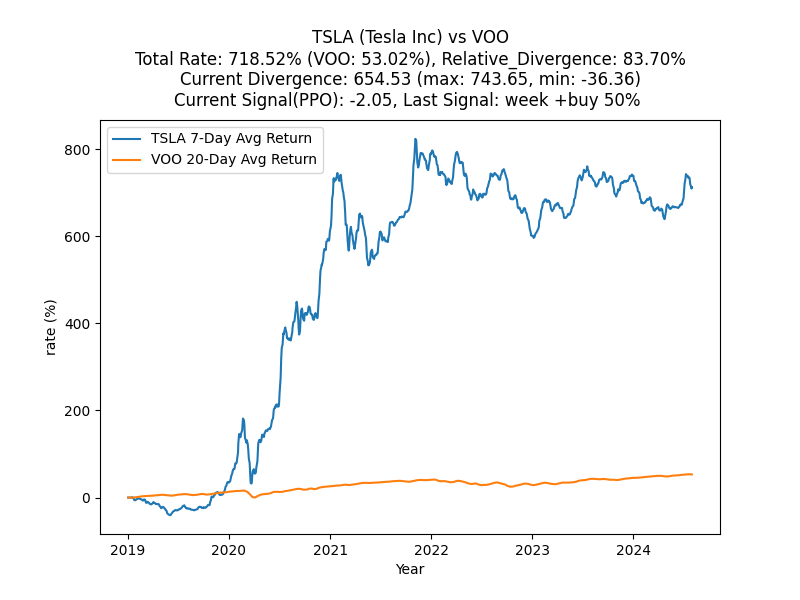 TSLA (Tesla Inc) vs VOO
Total Rate: 718.52% (VOO: 53.02%), Relative_Divergence: 83.70%
Current Divergence: 654.53 (max: 743.65, min: -36.36)
Current Signal(PPO): -2.05, Last Signal: week +buy 50%
TSLA 7-Day Avg Return
VOO 20-Day Avg Return
800
600
400
200
0
rate (%)
2019 2020 2021 2022 2023 2024
Year